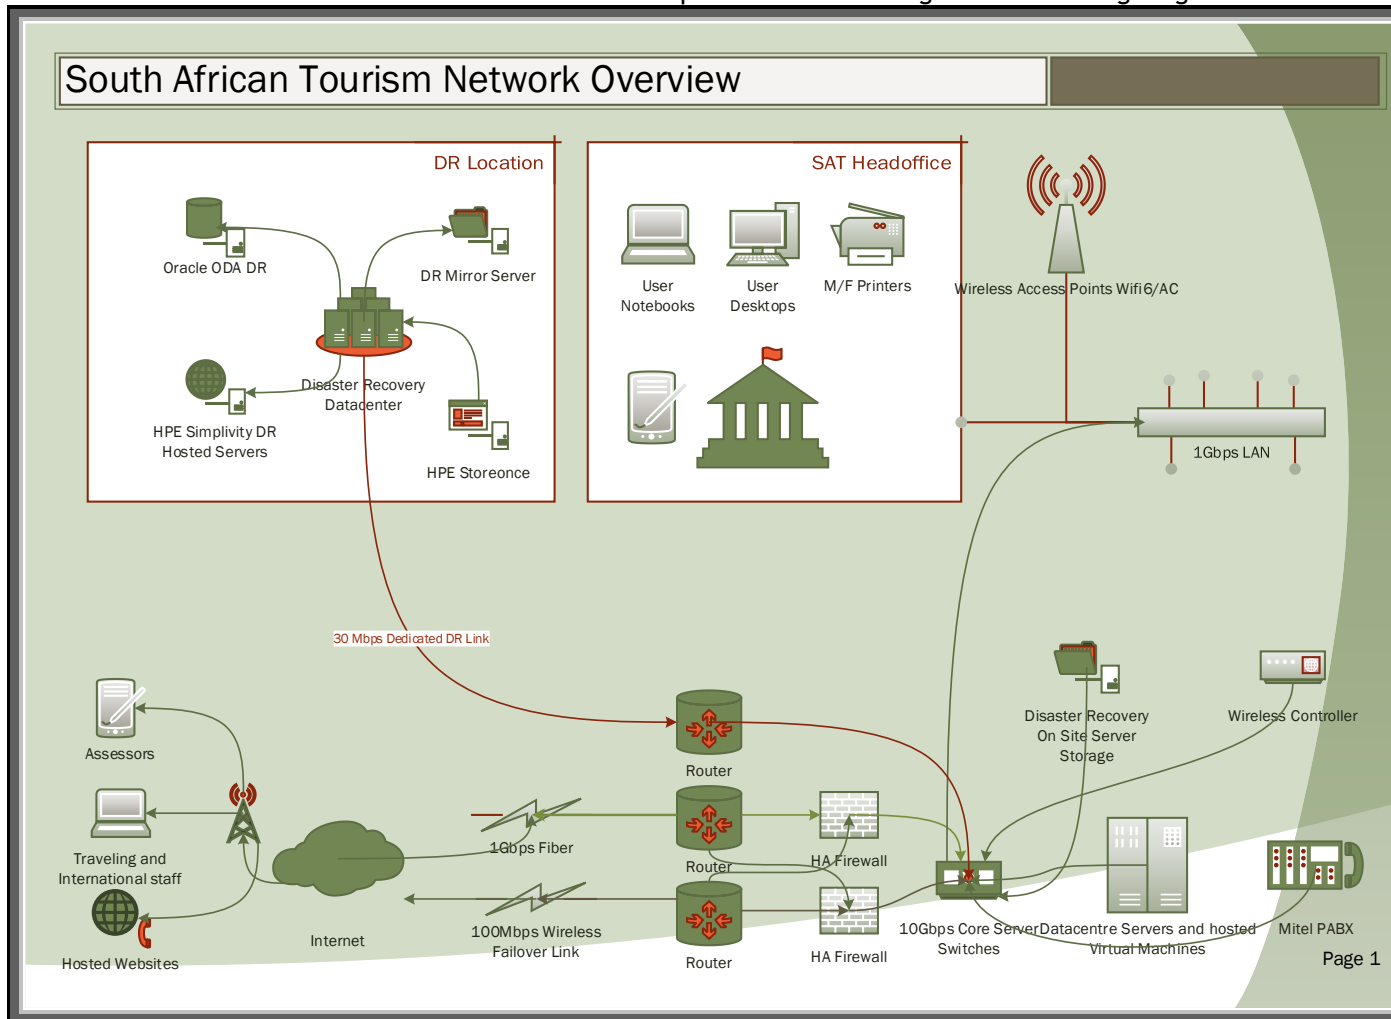 South African Tourism Network Overview
DR Location
SAT Headoffice
Oracle ODA DR
DR Mirror Server
User
Notebooks
User
Desktops
M/F Printers
Wireless Access Points Wifi6/AC
Disaster Recovery
Datacenter
HPE Simplivity DR
Hosted Servers
HPE Storeonce
1Gbps LAN
30 Mbps Dedicated DR Link
Assessors
Router
Disaster Recovery
On Site Server
Storage
Wireless Controller
Traveling and
International staff
1Gbps Fiber
Router
HA Firewall
Hosted Websites
Internet
100Mbps Wireless
Failover Link
Router
HA Firewall
10Gbps Core Server
Switches
Datacentre Servers and hosted
Virtual Machines
Mitel PABX
Page 1